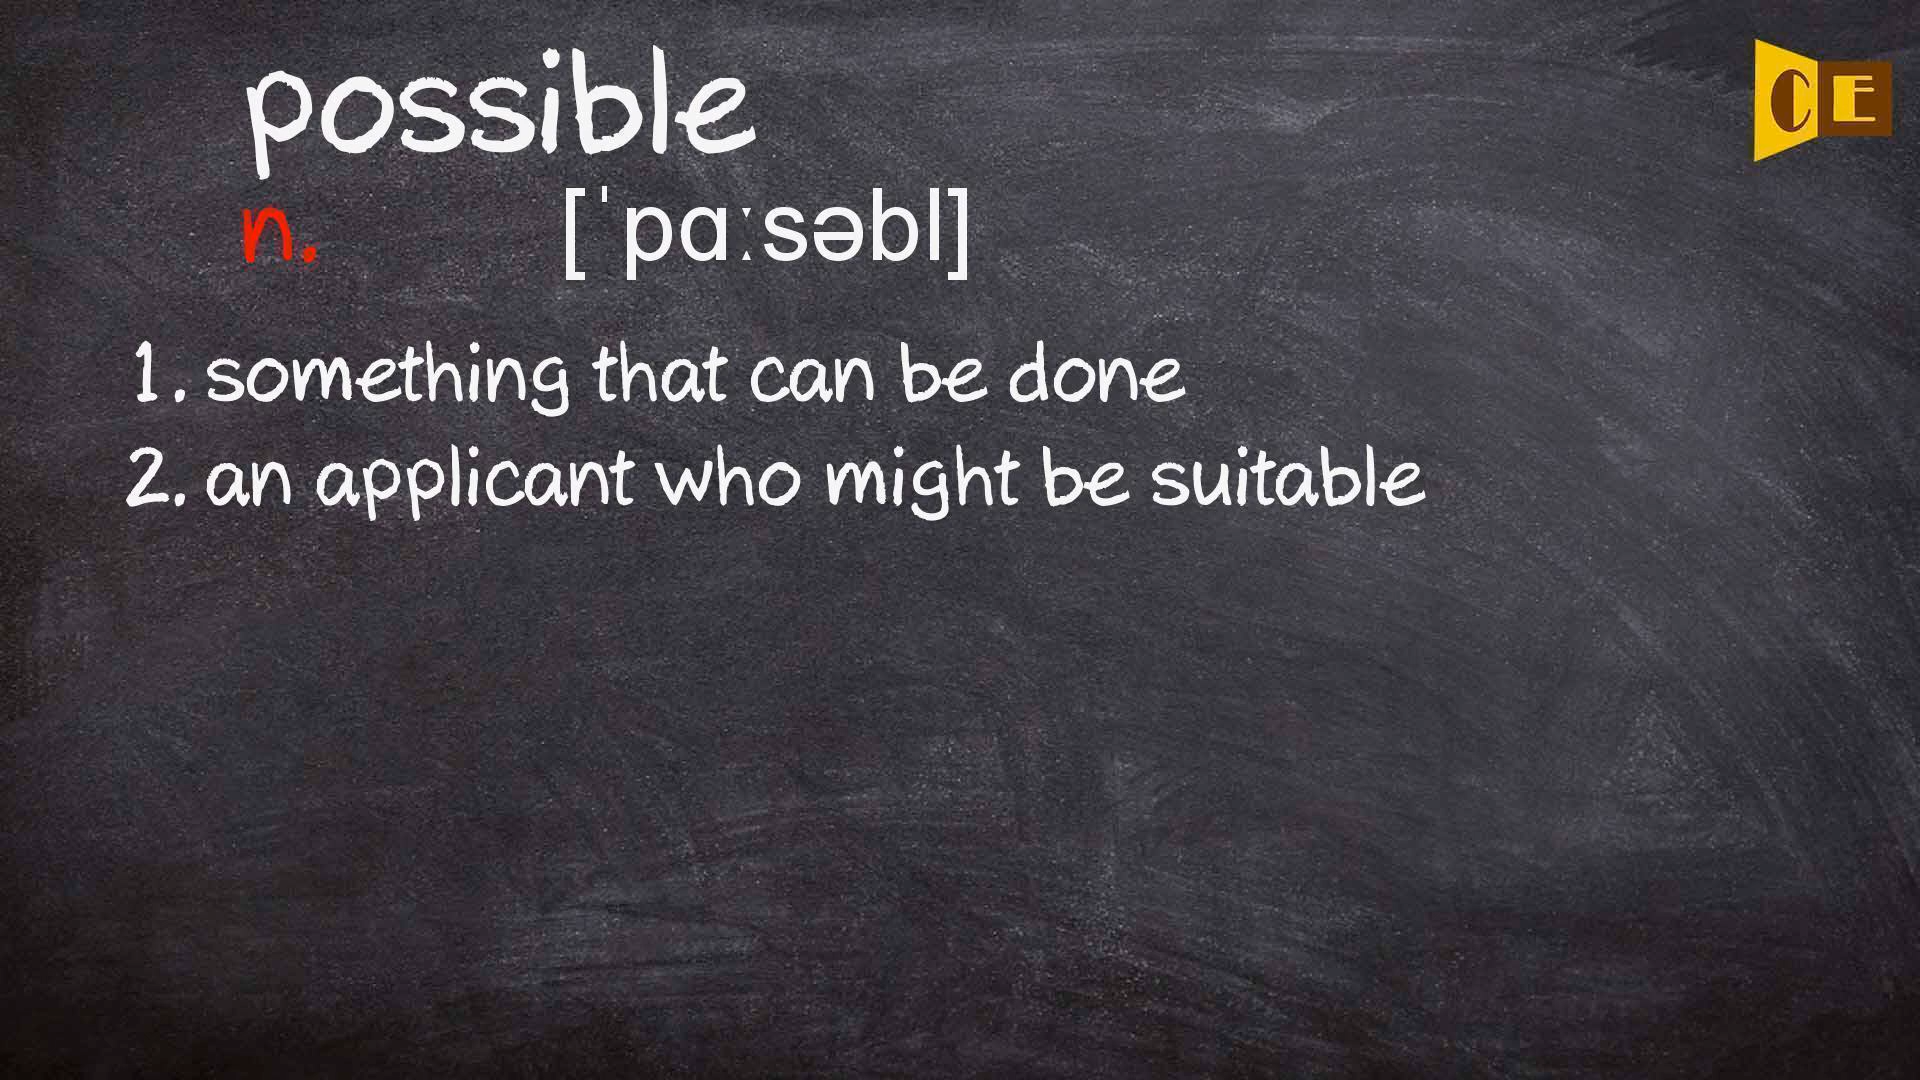 possible
CE
n. [ˈpɑːsəbl]
1. something that can be done
2. an applicant who might be suitable